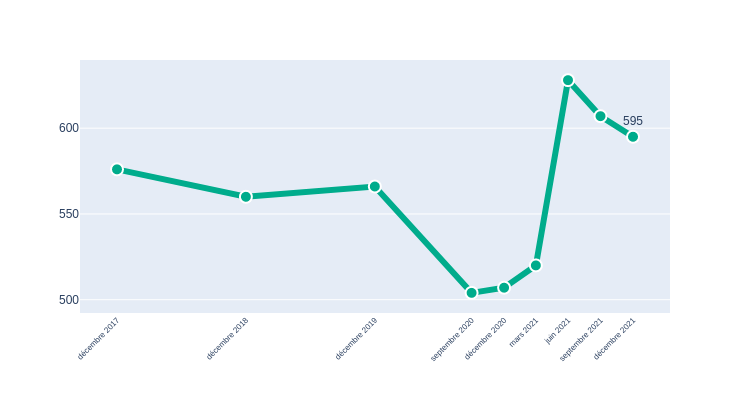 600
550
500
595
décembre 2017
décembre 2018
décembre 2019
septembre 2020
décembre 2020
mars 2021
juin 2021
septembre 2021
décembre 2021